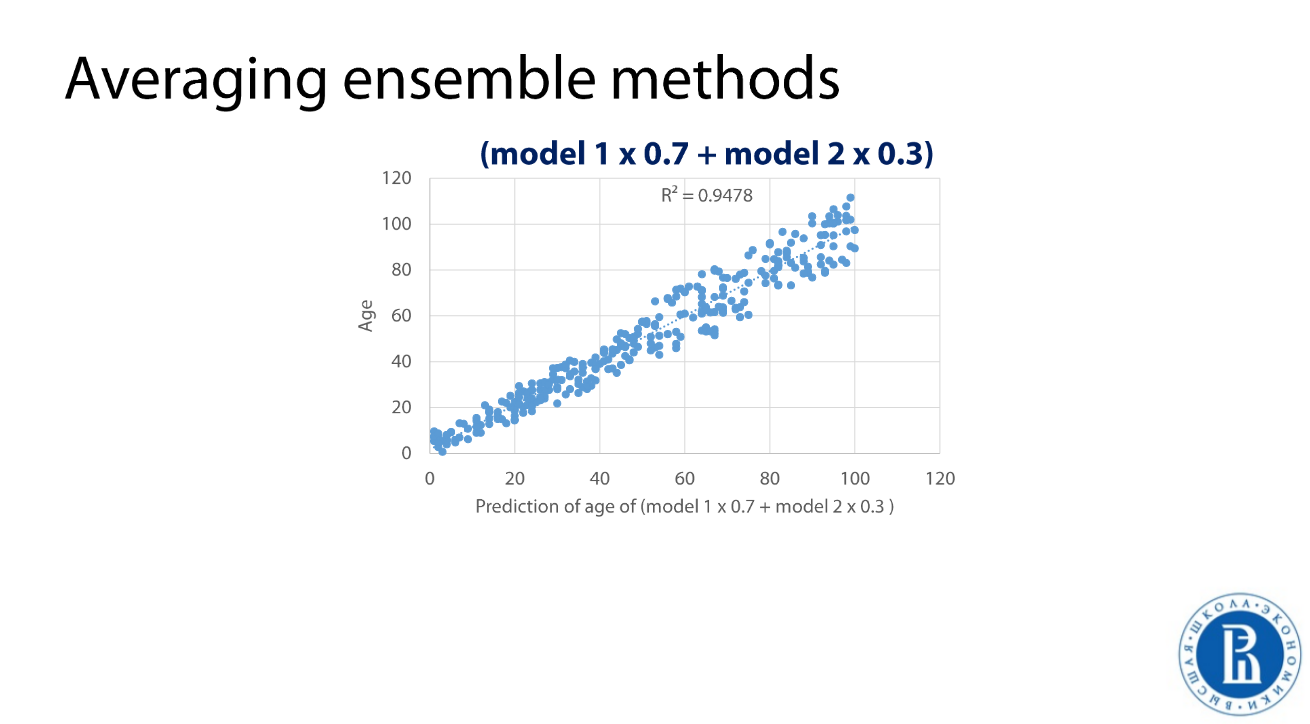 Averaging ensemble methods
(model 1 x 0.7 + model 2 x 0.3)
R² = 0.9478
120
100
80
60
40
20
0
Age
0 20 40 60 80 100 120
Prediction of age of (model 1 x 0.7 + model 2 x 0.3 )
ВЫСШАЯ • ШКОЛА • ЭКОНОМИКИ •